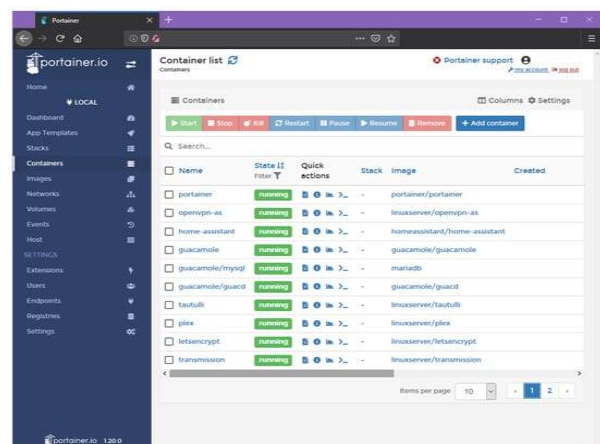 Portainer
portainer.io
Home
LOCAL
Dashboard
App Templates
Stacks
Containers
Images
Networks
Volumes
Events
Host
SETTINGS
Extensions
Users
Endpoints
Registries
Settings
portainer.io 1.20.0
Container list
Containers
Portainer support
my account log out
Containers
Columns Settings
Start Stop Kill Restart Pause Resume Remove + Add container
Search...
Name State Filter Quick actions Stack Image Created
portainer running - portainer/portainer
openvpn-as running - linuxserver/openvpn-as
home-assistant running - homeassistant/home-assistant
guacamole running - guacamole/guacamole
guacamole/mysql running - mariadb
guacamole/guacd running - guacamole/guacd
tautulli running - linuxserver/tautulli
plex running - linuxserver/plex
letsencrypt running - linuxserver/letsencrypt
transmission running - linuxserver/transmission
Items per page 10 1 2